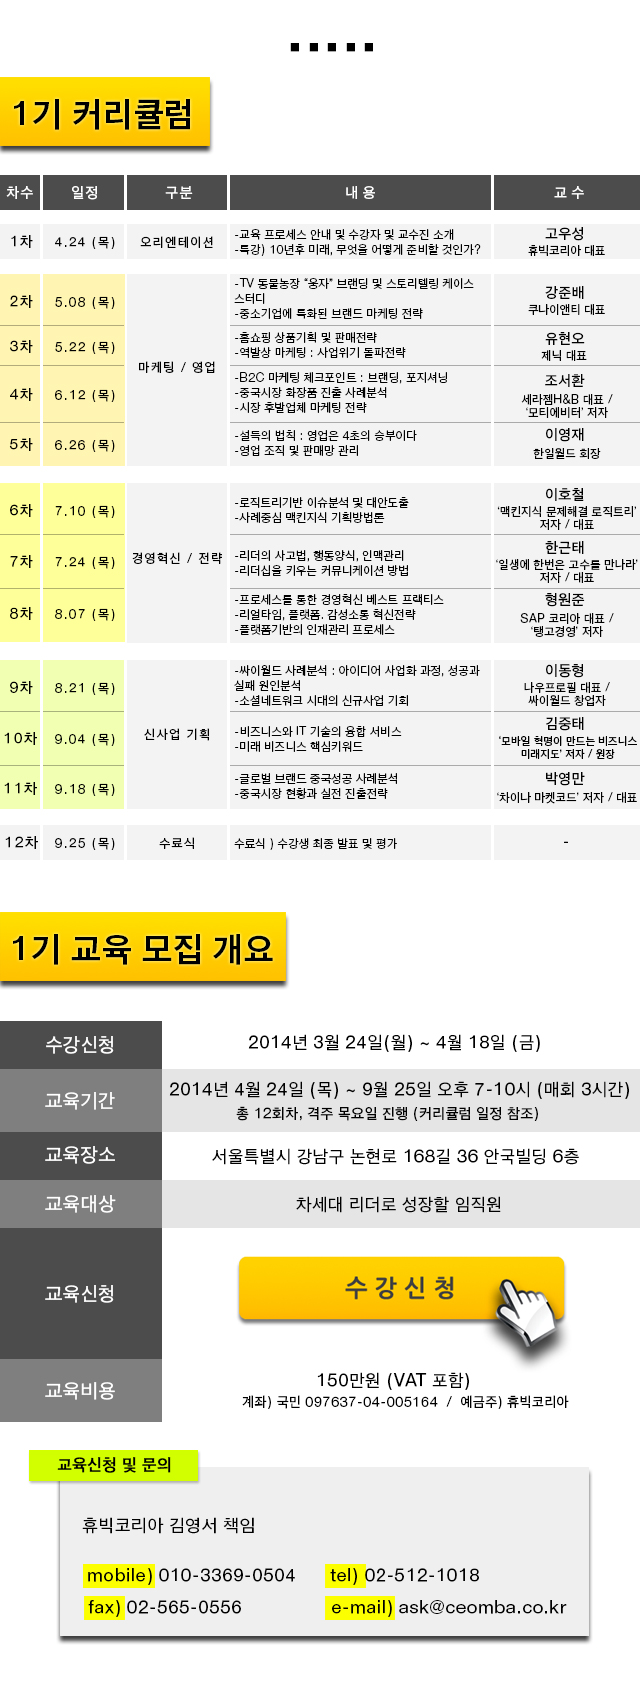 1기 커리큘럼
차수 일정 구분 내 용 교 수
1차 4.24 (목) 오리엔테이션
-교육 프로세스 안내 및 수강자 및 교수진 소개
-특강) 10년후 미래, 무엇을 어떻게 준비할 것인가?
고우성
휴빅코리아 대표
2차 5.08 (목)
-TV 동물농장 “웃자” 브랜딩 및 스토리텔링 케이스
스터디
-중소기업에 특화된 브랜드 마케팅 전략
강준배
쿠나이앤티 대표
3차 5.22 (목)
-홈쇼핑 상품기획 및 판매전략
-역발상 마케팅 : 사업위기 돌파전략
유현오
제닉 대표
마케팅 / 영업
4차 6.12 (목)
-B2C 마케팅 체크포인트 : 브랜딩, 포지셔닝
-중국시장 화장품 진출 사례분석
-시장 후발업체 마케팅 전략
조서환
세라젬H&B 대표 /
‘모티에비터’ 저자
5차 6.26 (목)
-설득의 법칙 : 영업은 4초의 승부이다
-영업 조직 및 판매망 관리
이영재
한일월드 회장
6차 7.10 (목)
-로직트리기반 이슈분석 및 대안도출
-사례중심 맥킨지식 기획방법론
이호철
‘맥킨지식 문제해결 로직트리’
저자 / 대표
7차 7.24 (목)
경영혁신 / 전략
-리더의 사고법, 행동양식, 인맥관리
-리더십을 키우는 커뮤니케이션 방법
한근태
‘일생에 한번은 고수를 만나라’
저자 / 대표
8차 8.07 (목)
-프로세스를 통한 경영혁신 베스트 프랙티스
-리얼타임, 플랫폼. 감성소통 혁신전략
-플랫폼기반의 인재관리 프로세스
형원준
SAP 코리아 대표 /
‘탱고경영’ 저자
9차 8.21 (목)
-싸이월드 사례분석 : 아이디어 사업화 과정, 성공과
실패 원인분석
-소셜네트워크 시대의 신규사업 기회
이동형
나우프로필 대표 /
싸이월드 창업자
10차 9.04 (목)
신사업 기획
-비즈니스와 IT 기술의 융합 서비스
-미래 비즈니스 핵심키워드
김중태
‘모바일 혁명이 만드는 비즈니스
미래지도’ 저자 / 원장
11차 9.18 (목)
-글로벌 브랜드 중국성공 사례분석
-중국시장 현황과 실전 진출전략
박영만
‘차이나 마켓코드’ 저자 / 대표
12차 9.25 (목) 수료식 수료식 ) 수강생 최종 발표 및 평가 -
1기 교육 모집 개요
수강신청 2014년 3월 24일(월) ~ 4월 18일 (금)
교육기간 2014년 4월 24일 (목) ~ 9월 25일 오후 7-10시 (매회 3시간)
총 12회차, 격주 목요일 진행 (커리큘럼 일정 참조)
교육장소 서울특별시 강남구 논현로 168길 36 안국빌딩 6층
교육대상 차세대 리더로 성장할 임직원
교육신청 수 강 신 청
교육비용 150만원 (VAT 포함)
계좌) 국민 097637-04-005164 / 예금주) 휴빅코리아
교육신청 및 문의
휴빅코리아 김영서 책임
mobile) 010-3369-0504 tel) 02-512-1018
fax) 02-565-0556 e-mail) ask@ceomba.co.kr